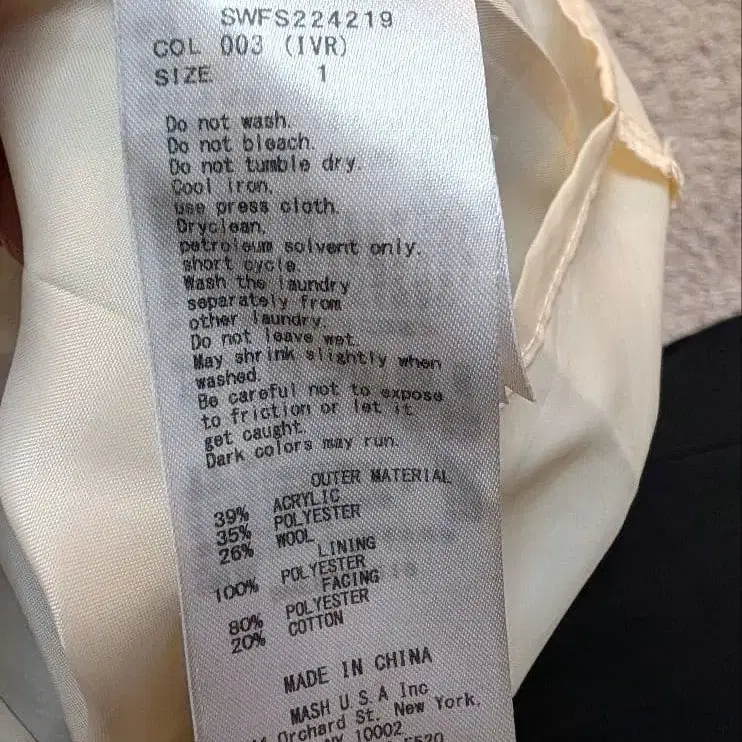 SWFS224219
COL 003 (IVR)
SIZE 1
Do not wash.
Do not bleach.
Do not tumble dry.
Cool iron,
use press cloth.
Dryclean,
petroleum solvent only.
short cycle.
Wash the laundry
separately from
other laundry.
Do not leave wet.
May shrink slightly when
washed.
Be careful not to expose
to friction or let it
get caught.
Dark colors may run.
OUTER MATERIAL
39% ACRYLIC
35% POLYESTER
26% WOOL
LINING
100% POLYESTER
FACING
80% POLYESTER
20% COTTON
MADE IN CHINA
MASH U.S.A Inc
Orchard St. New York.
NY 10002